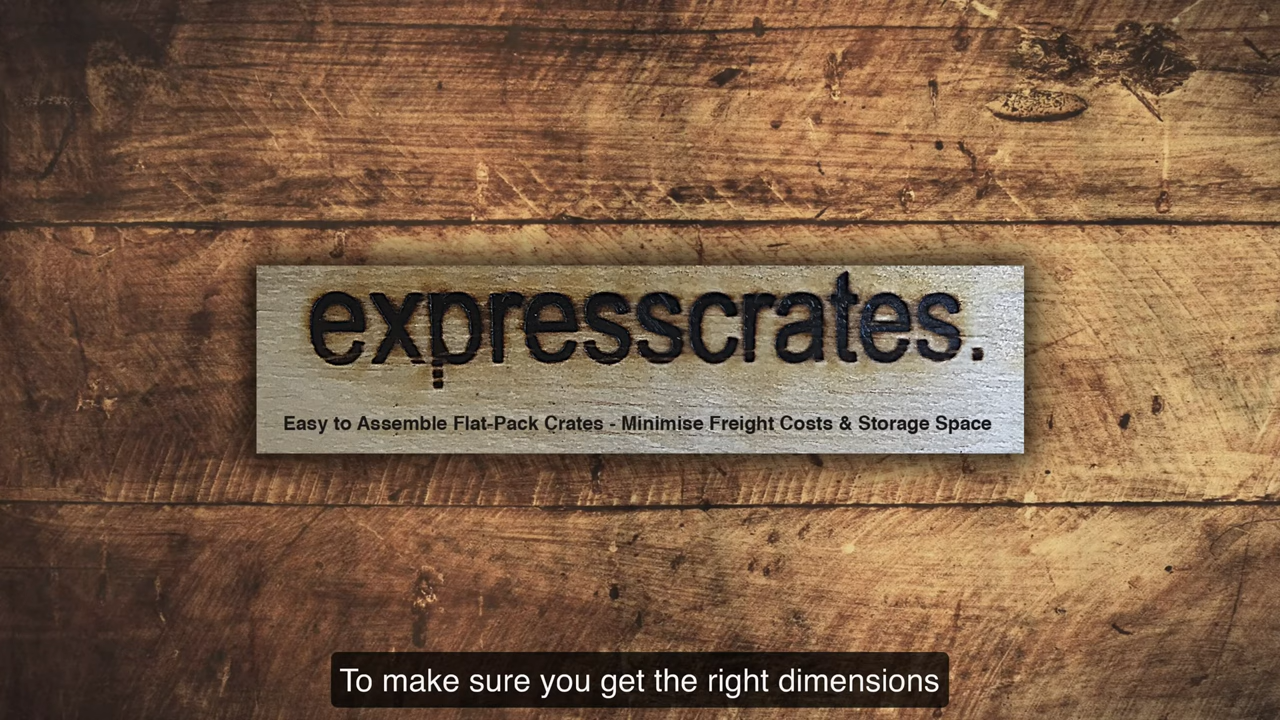 expresscrates.
Easy to Assemble Flat-Pack Crates - Minimise Freight Costs & Storage Space
To make sure you get the right dimensions